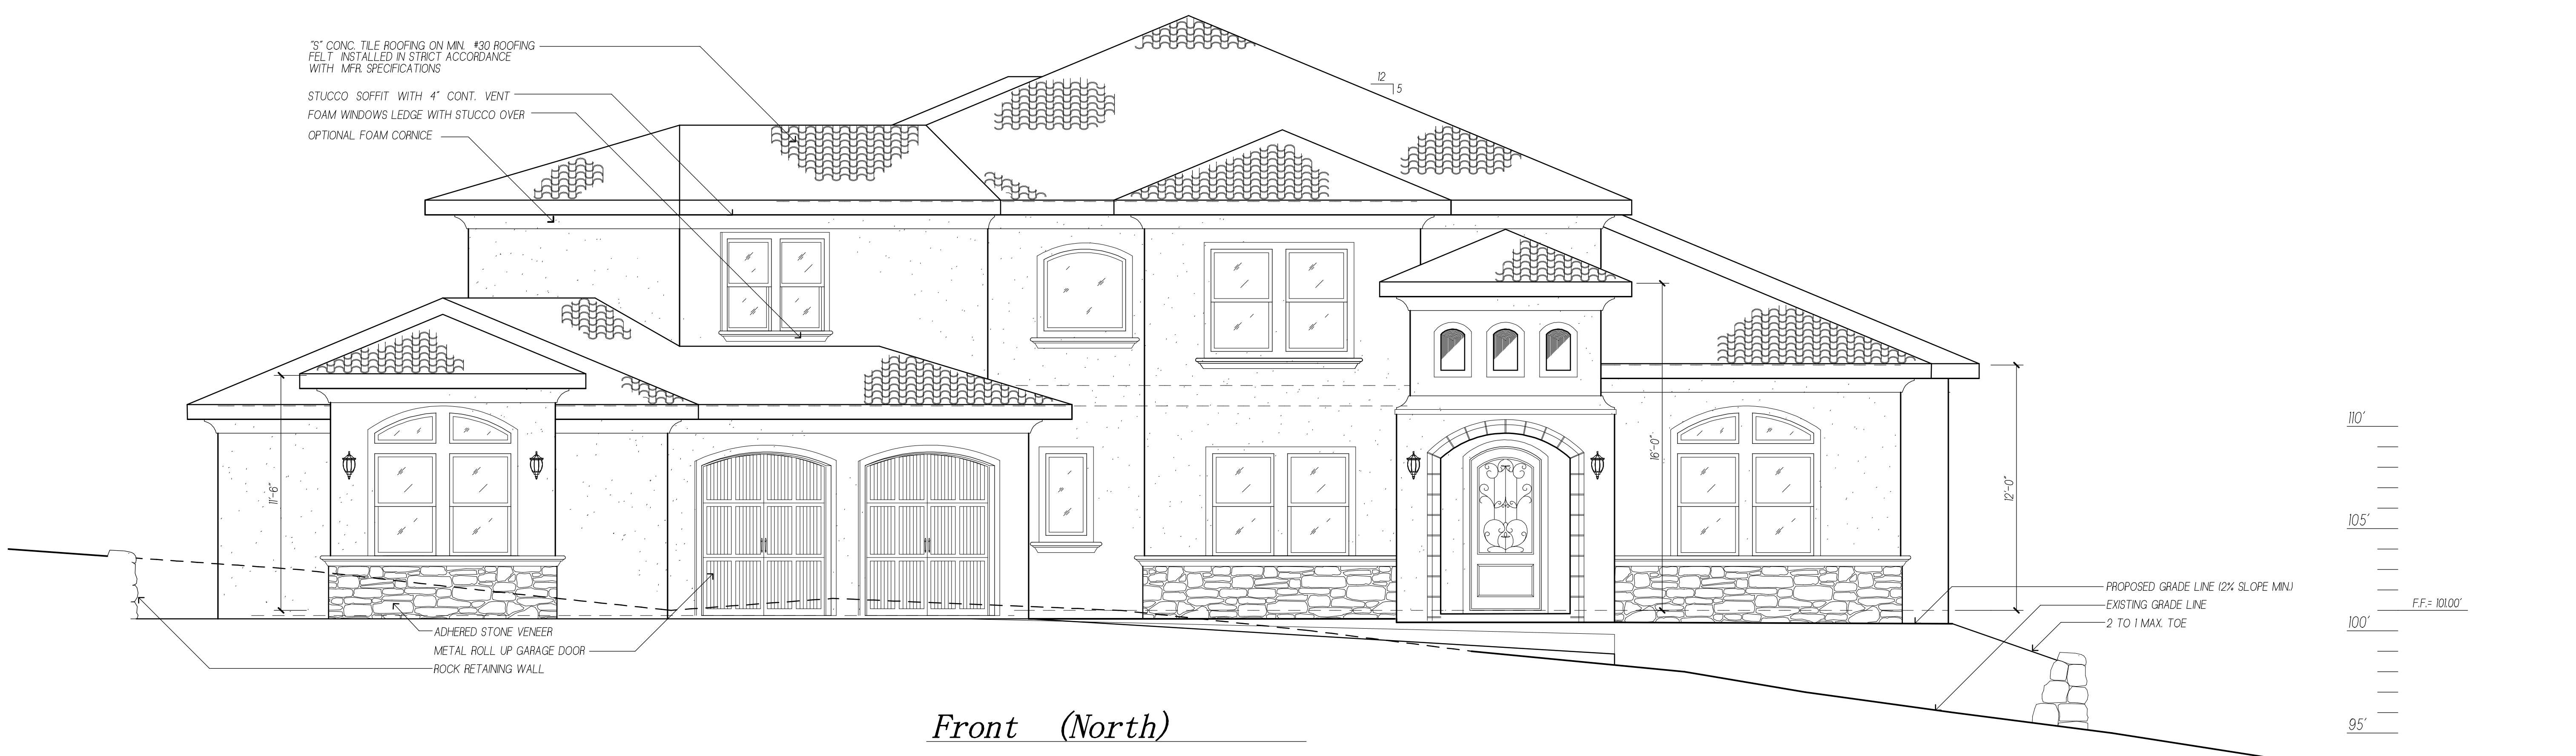 "S" CONC. TILE ROOFING ON MIN. #30 ROOFING
FELT INSTALLED IN STRICT ACCORDANCE
WITH MFR. SPECIFICATIONS
STUCCO SOFFIT WITH 4" CONT. VENT
FOAM WINDOWS LEDGE WITH STUCCO OVER
OPTIONAL FOAM CORNICE
12
5
11'-6"
16'-0"
12'-0"
110'
105'
F.F.= 101.00'
100'
95'
PROPOSED GRADE LINE (2% SLOPE MIN.)
EXISTING GRADE LINE
2 TO 1 MAX. TOE
ADHERED STONE VENEER
METAL ROLL UP GARAGE DOOR
ROCK RETAINING WALL
Front (North)